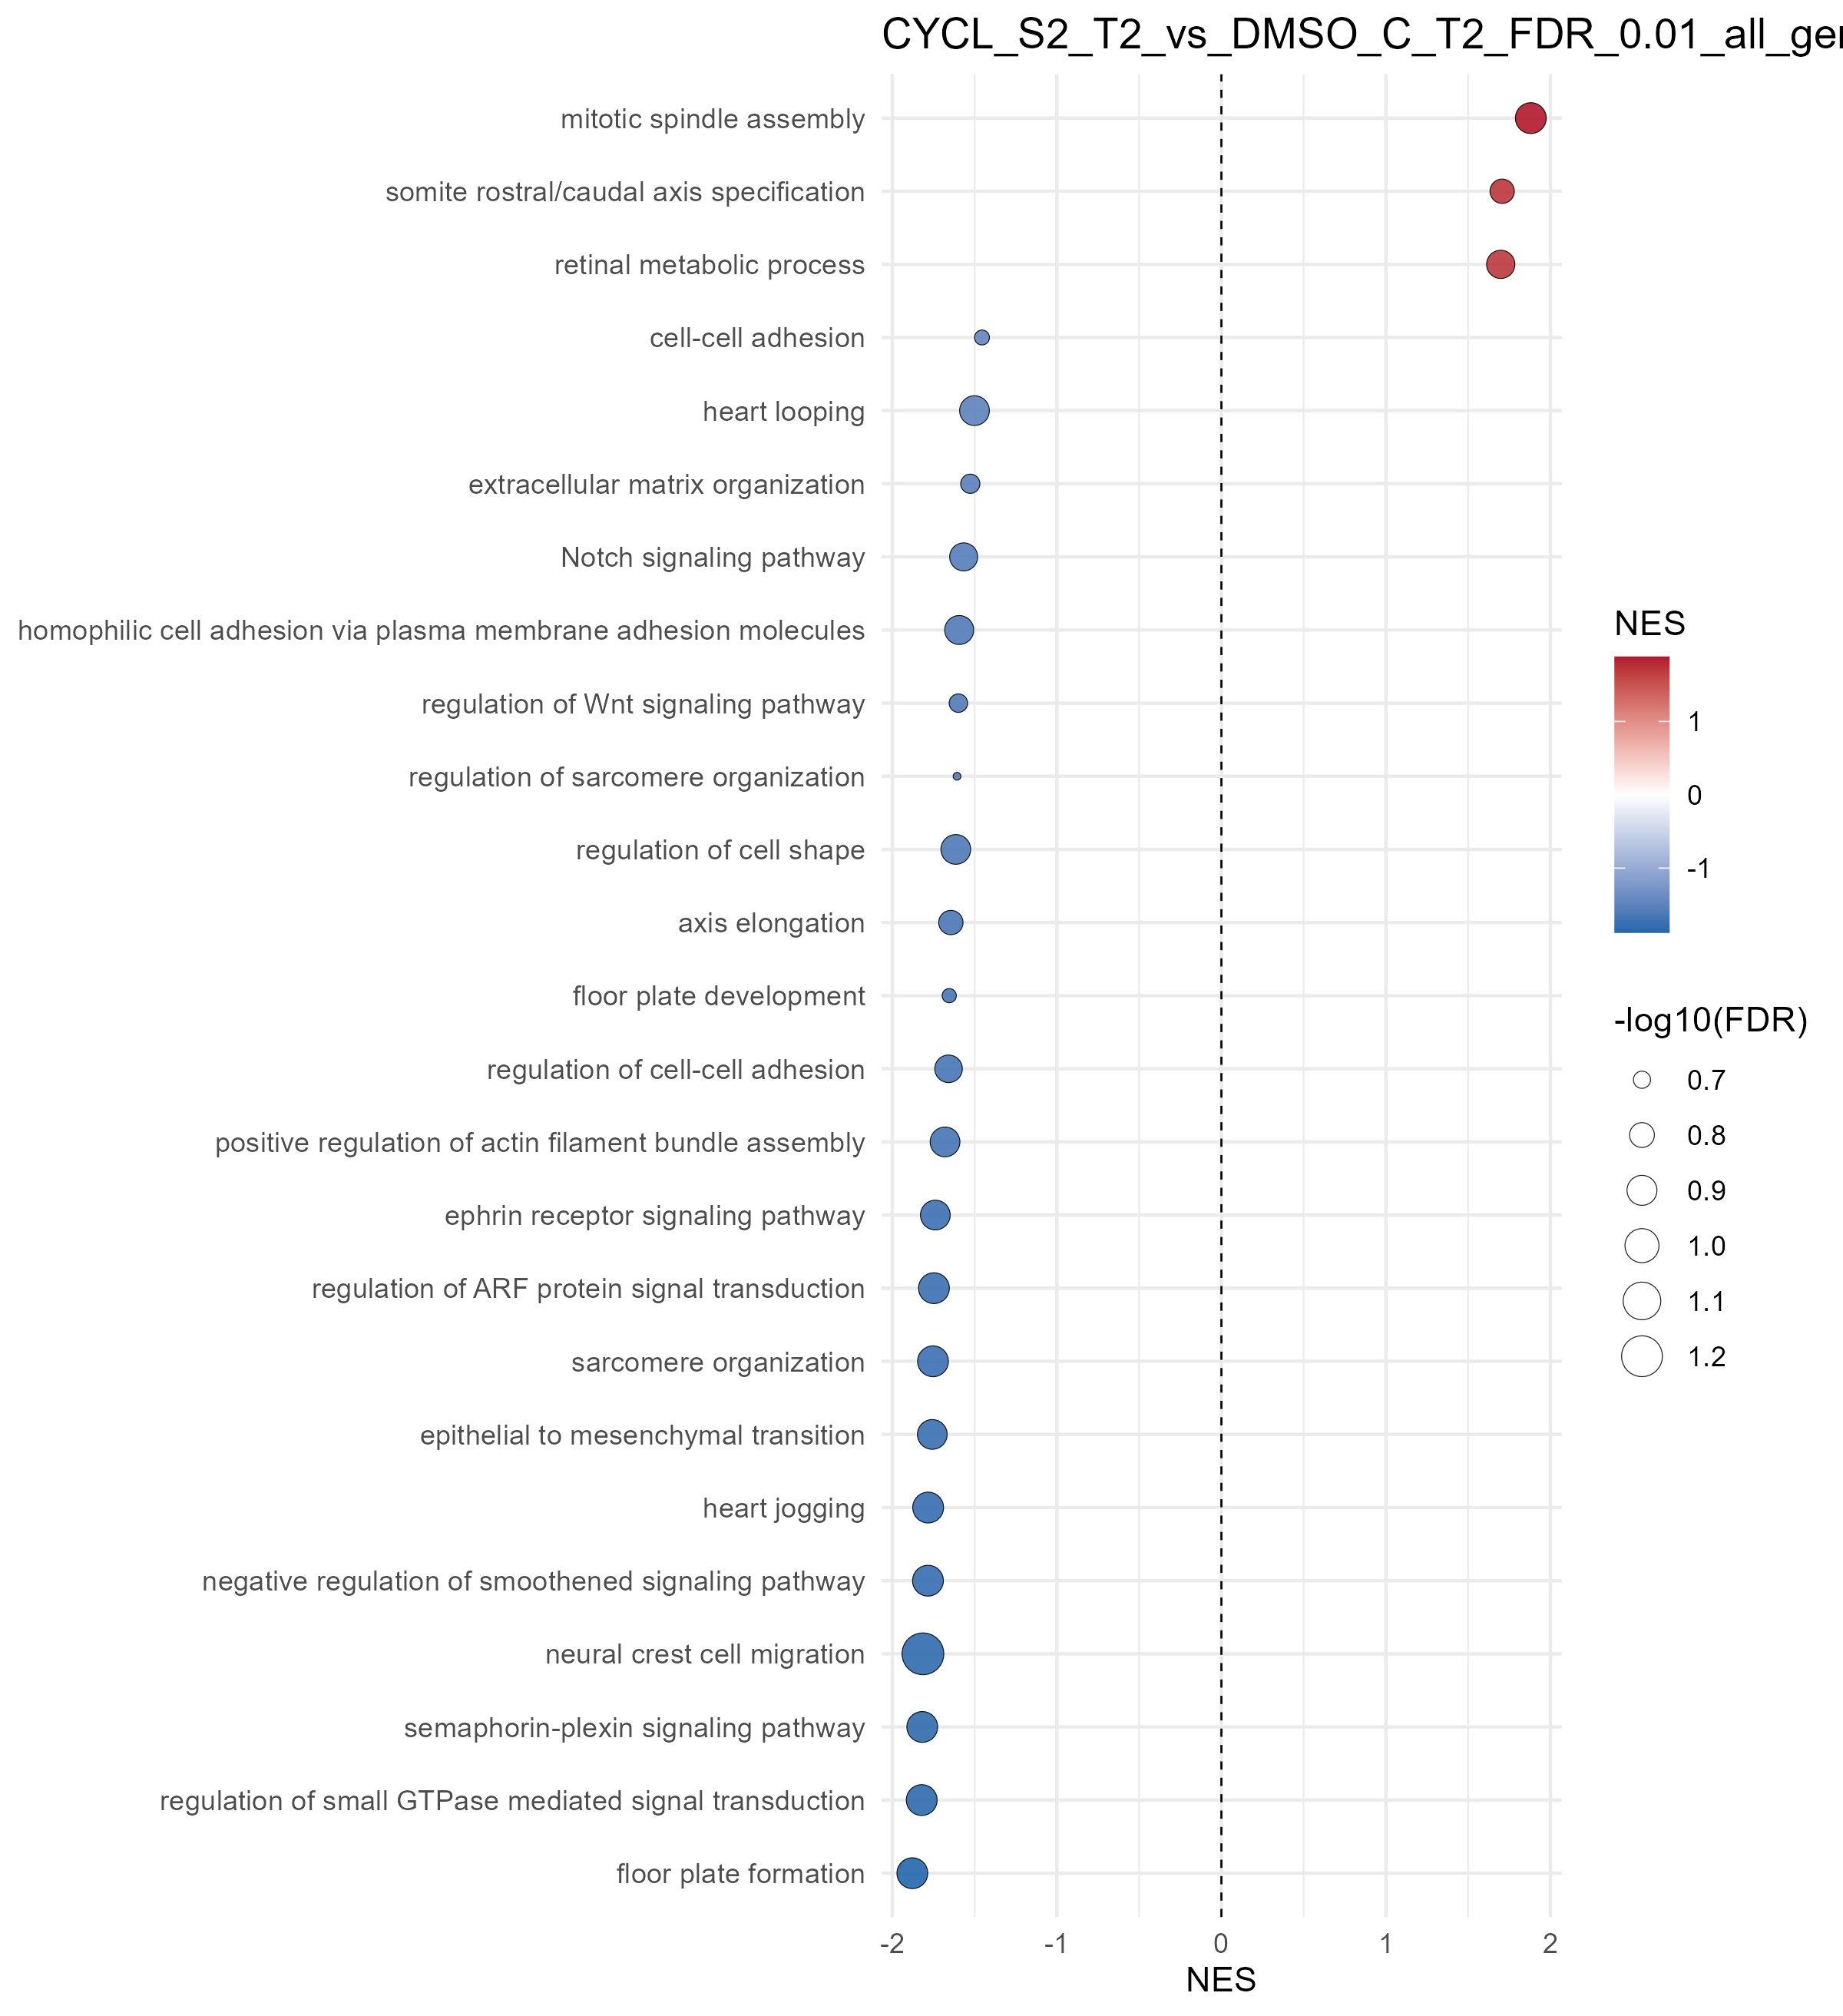 CYCL_S2_T2_vs_DMSO_C_T2_FDR_0.01_all_ge
mitotic spindle assembly
somite rostral/caudal axis specification
retinal metabolic process
cell-cell adhesion
heart looping
extracellular matrix organization
Notch signaling pathway
homophilic cell adhesion via plasma membrane adhesion molecules
regulation of Wnt signaling pathway
regulation of sarcomere organization
regulation of cell shape
axis elongation
floor plate development
regulation of cell-cell adhesion
positive regulation of actin filament bundle assembly
ephrin receptor signaling pathway
regulation of ARF protein signal transduction
sarcomere organization
epithelial to mesenchymal transition
heart jogging
negative regulation of smoothened signaling pathway
neural crest cell migration
semaphorin-plexin signaling pathway
regulation of small GTPase mediated signal transduction
floor plate formation
-2 -1 0 1 2
NES
NES
1
0
-1
-log10(FDR)
0.7
0.8
0.9
1.0
1.1
1.2